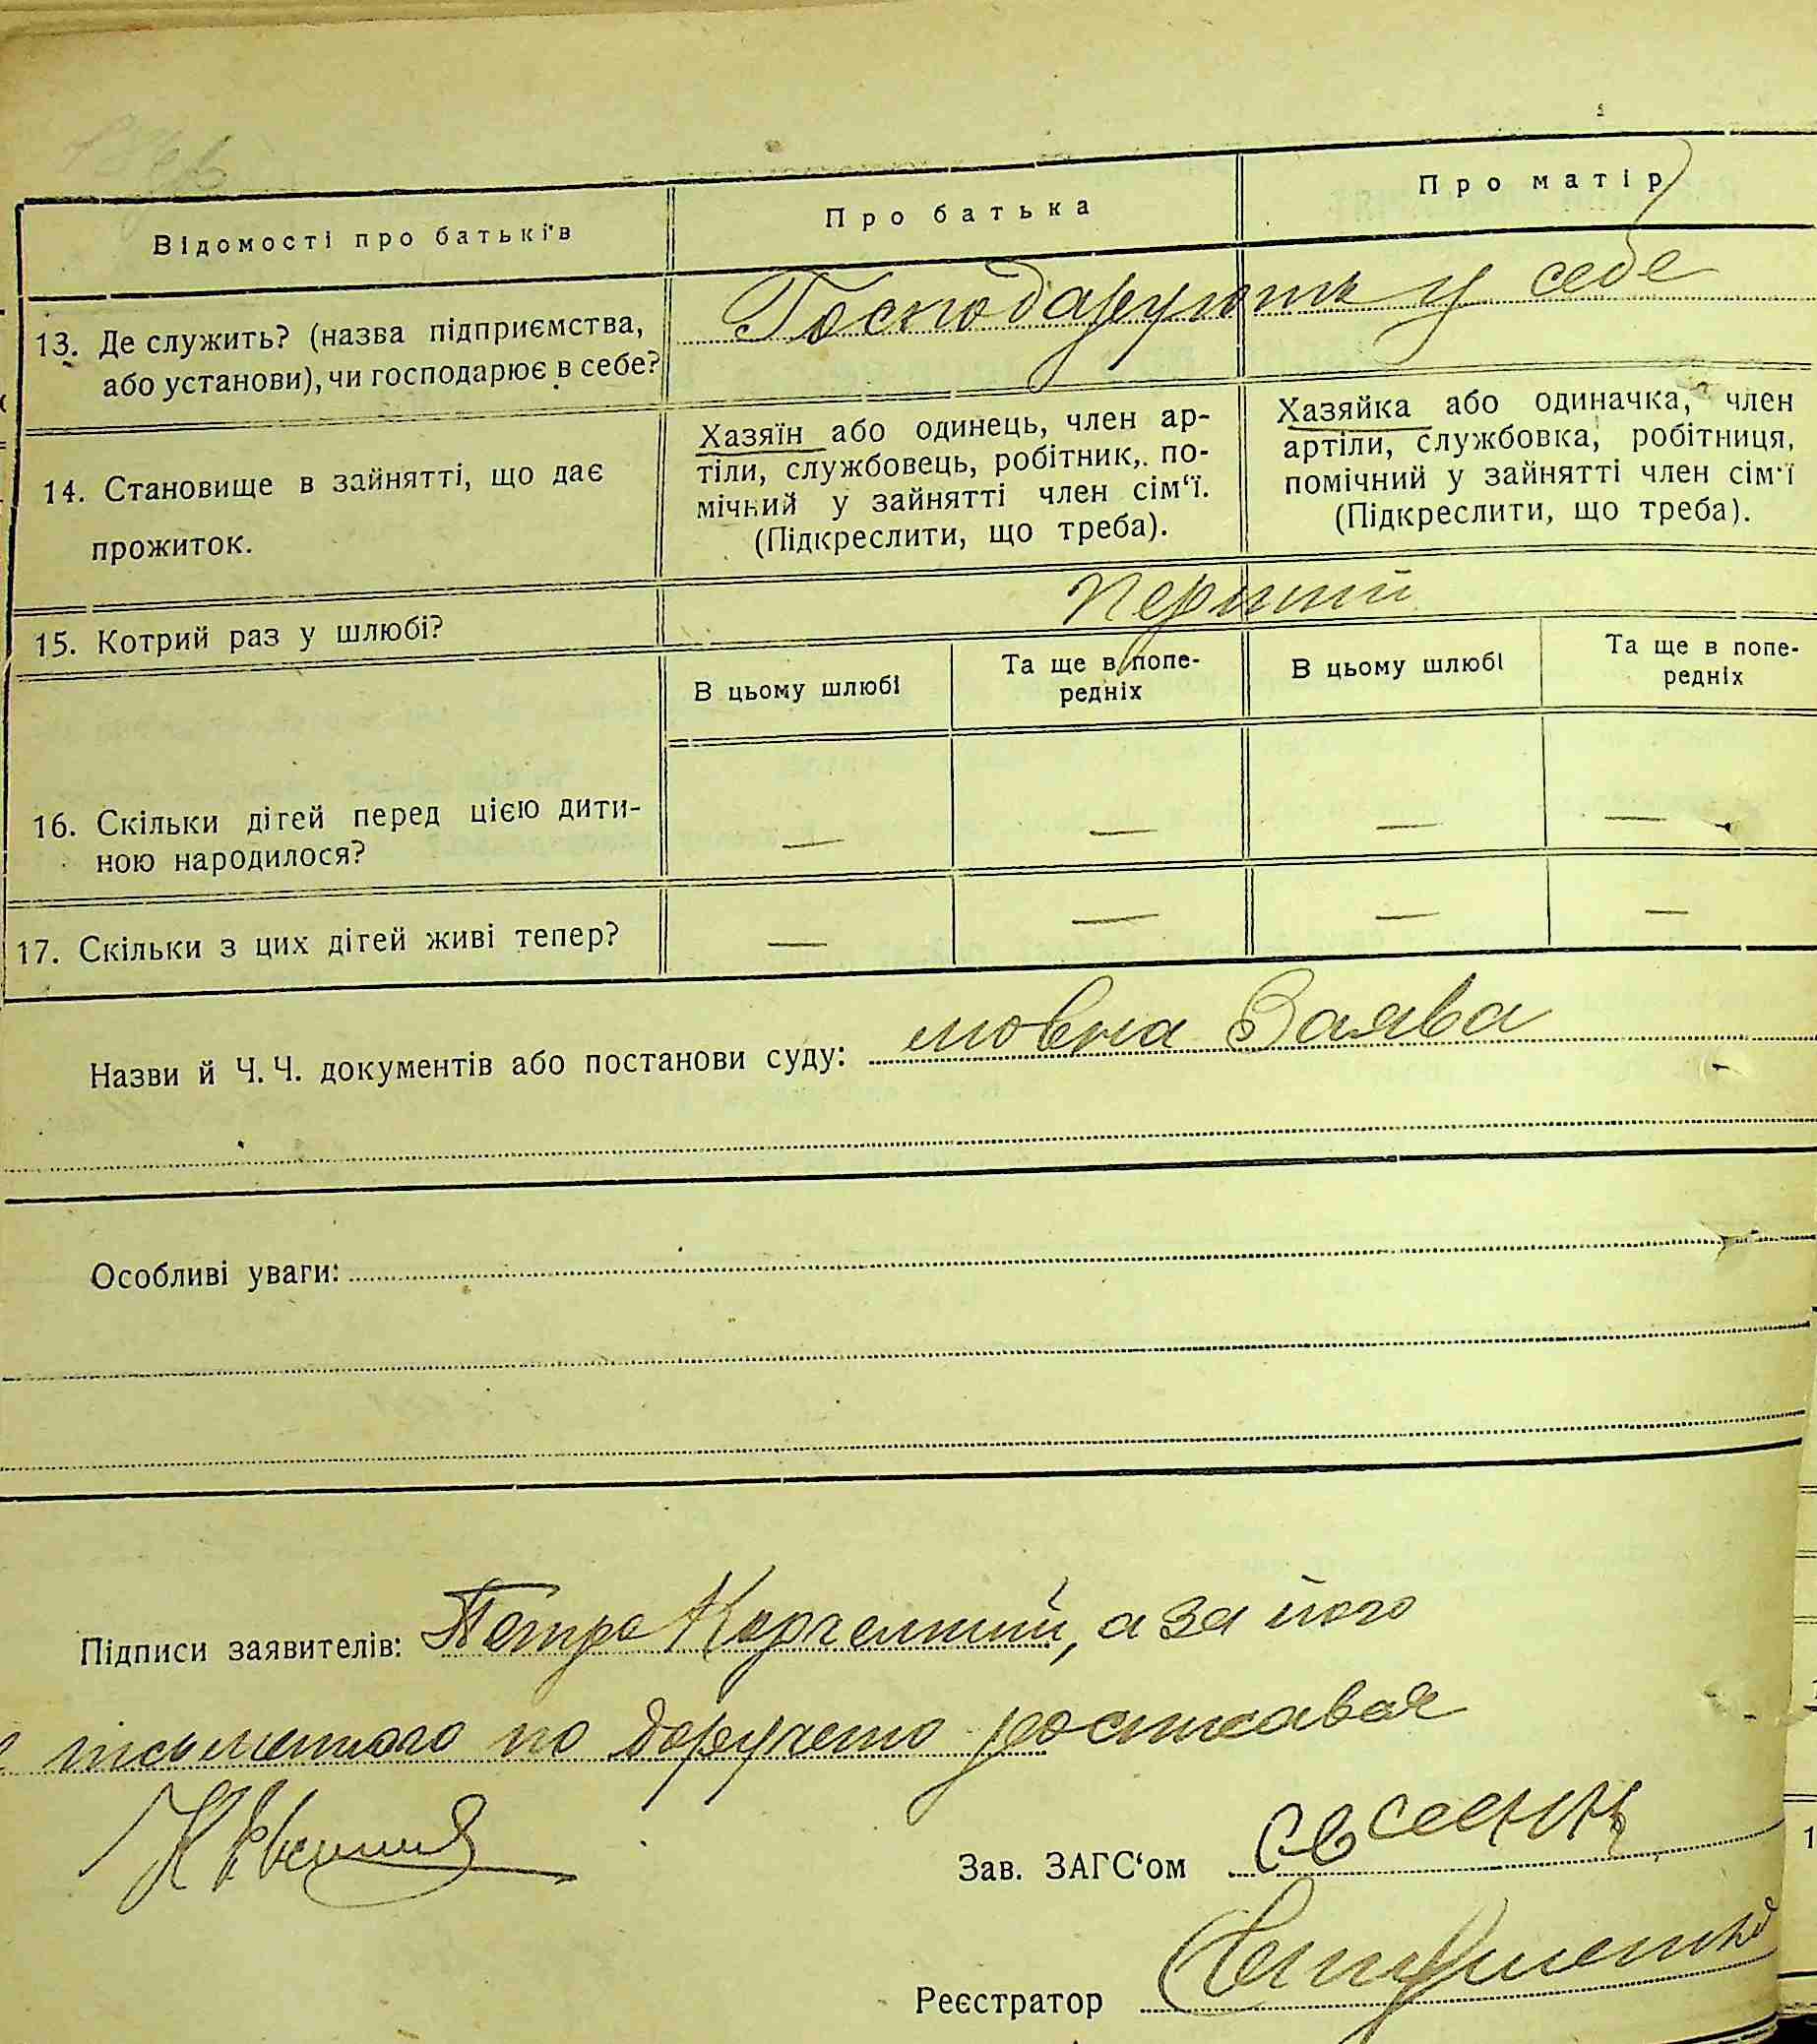 Відомості про батьків
Про батька
Про матір
13. Де служить? (назва підприємства,
або установи), чи господарює в себе?
Господарують у себе
14. Становище в зайнятті, що дає
прожиток.
Хазяїн або одинець, член ар-
тіли, службовець, робітник, по-
мічний у зайнятті член сім‘ї.
(Підкреслити, що треба).
Хазяйка або одиначка, член
артіли, службовка, робітниця,
помічний у зайнятті член сім‘ї
(Підкреслити, що треба).
15. Котрий раз у шлюбі?
Перший
В цьому шлюбі
Та ще в попе-
редніх
В цьому шлюбі
Та ще в попе-
редніх
16. Скільки дітей перед цією дити-
ною народилося?
— — — —
17. Скільки з цих дітей живі тепер?
— — — —
Назви й Ч. Ч. документів або постанови суду: мовна Заява
Особливі уваги:
Підписи заявителів: Петро, а за його
письменного по доручению
Зав. ЗАГС‘ом
Реєстратор